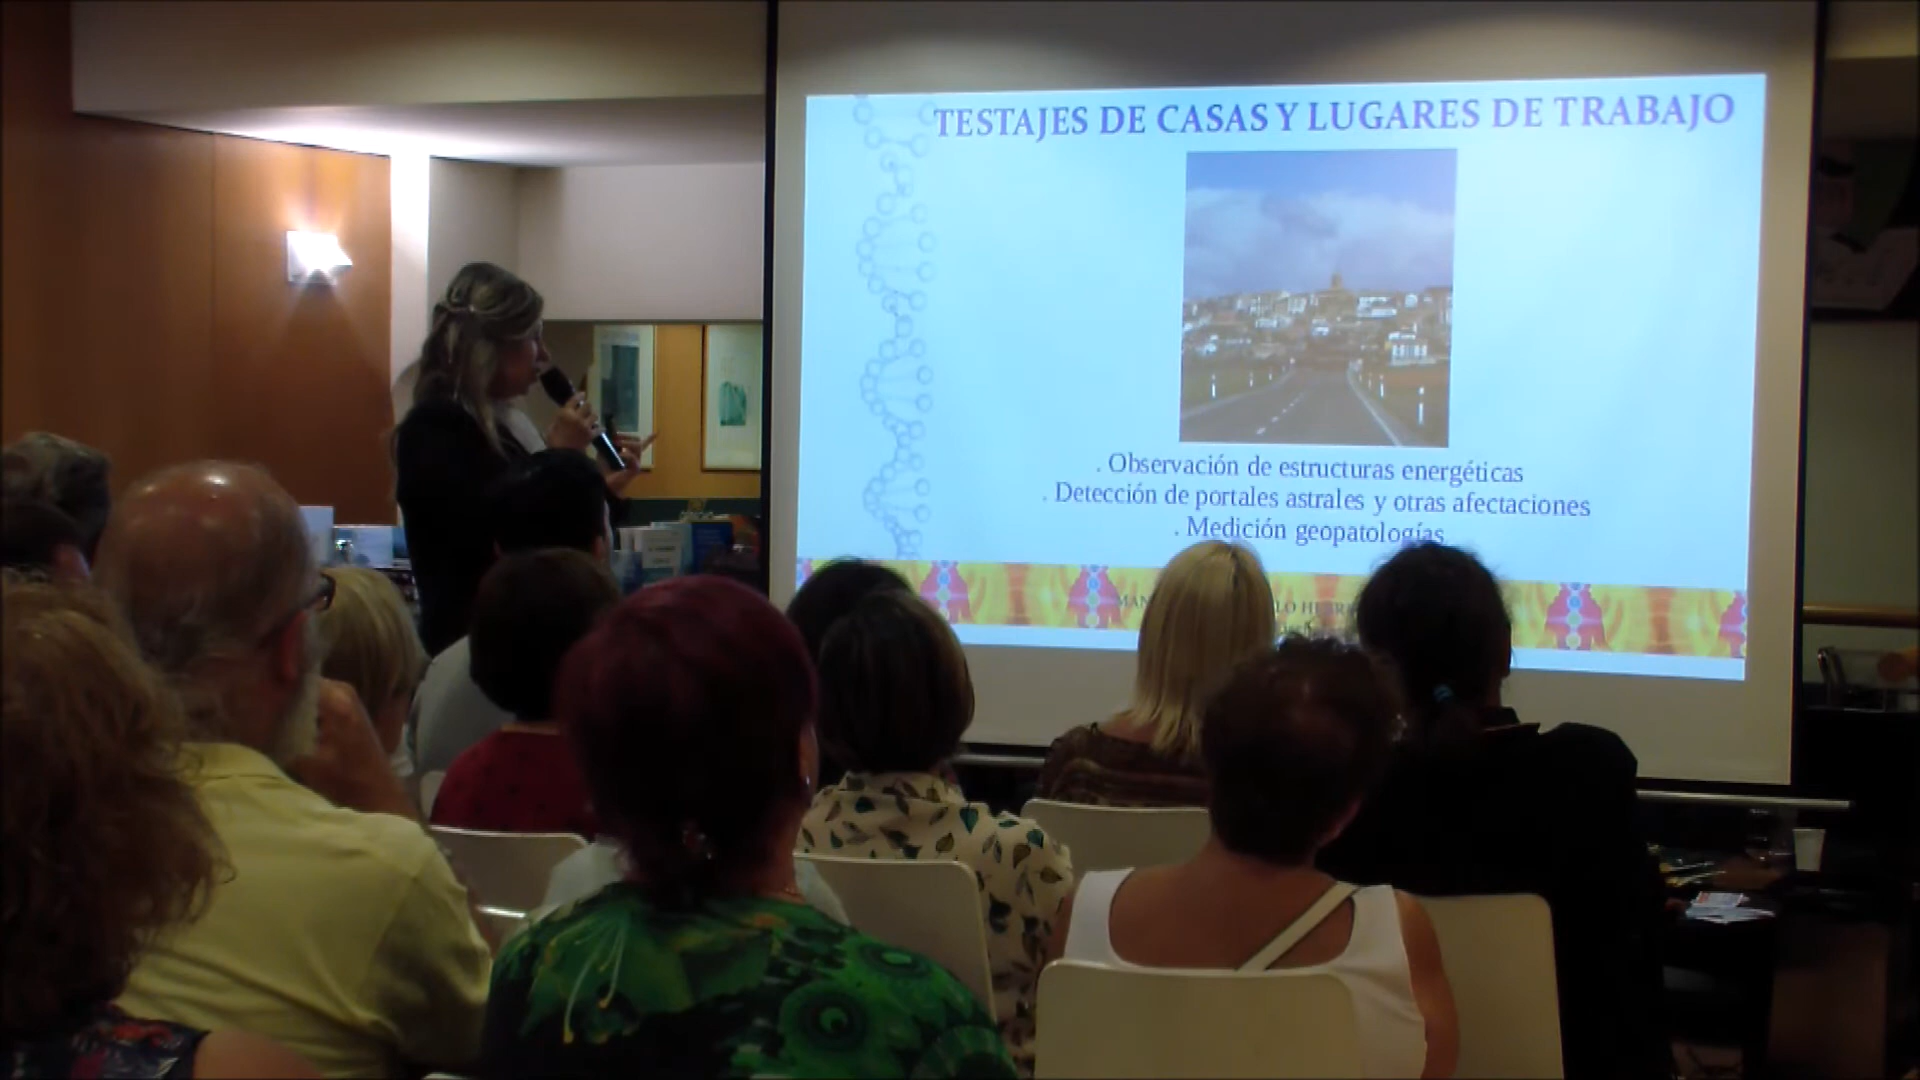 TESTAJES DE CASAS Y LUGARES DE TRABAJO
. Observación de estructuras energéticas
. Detección de portales astrales y otras afectaciones
. Medición geopatologías